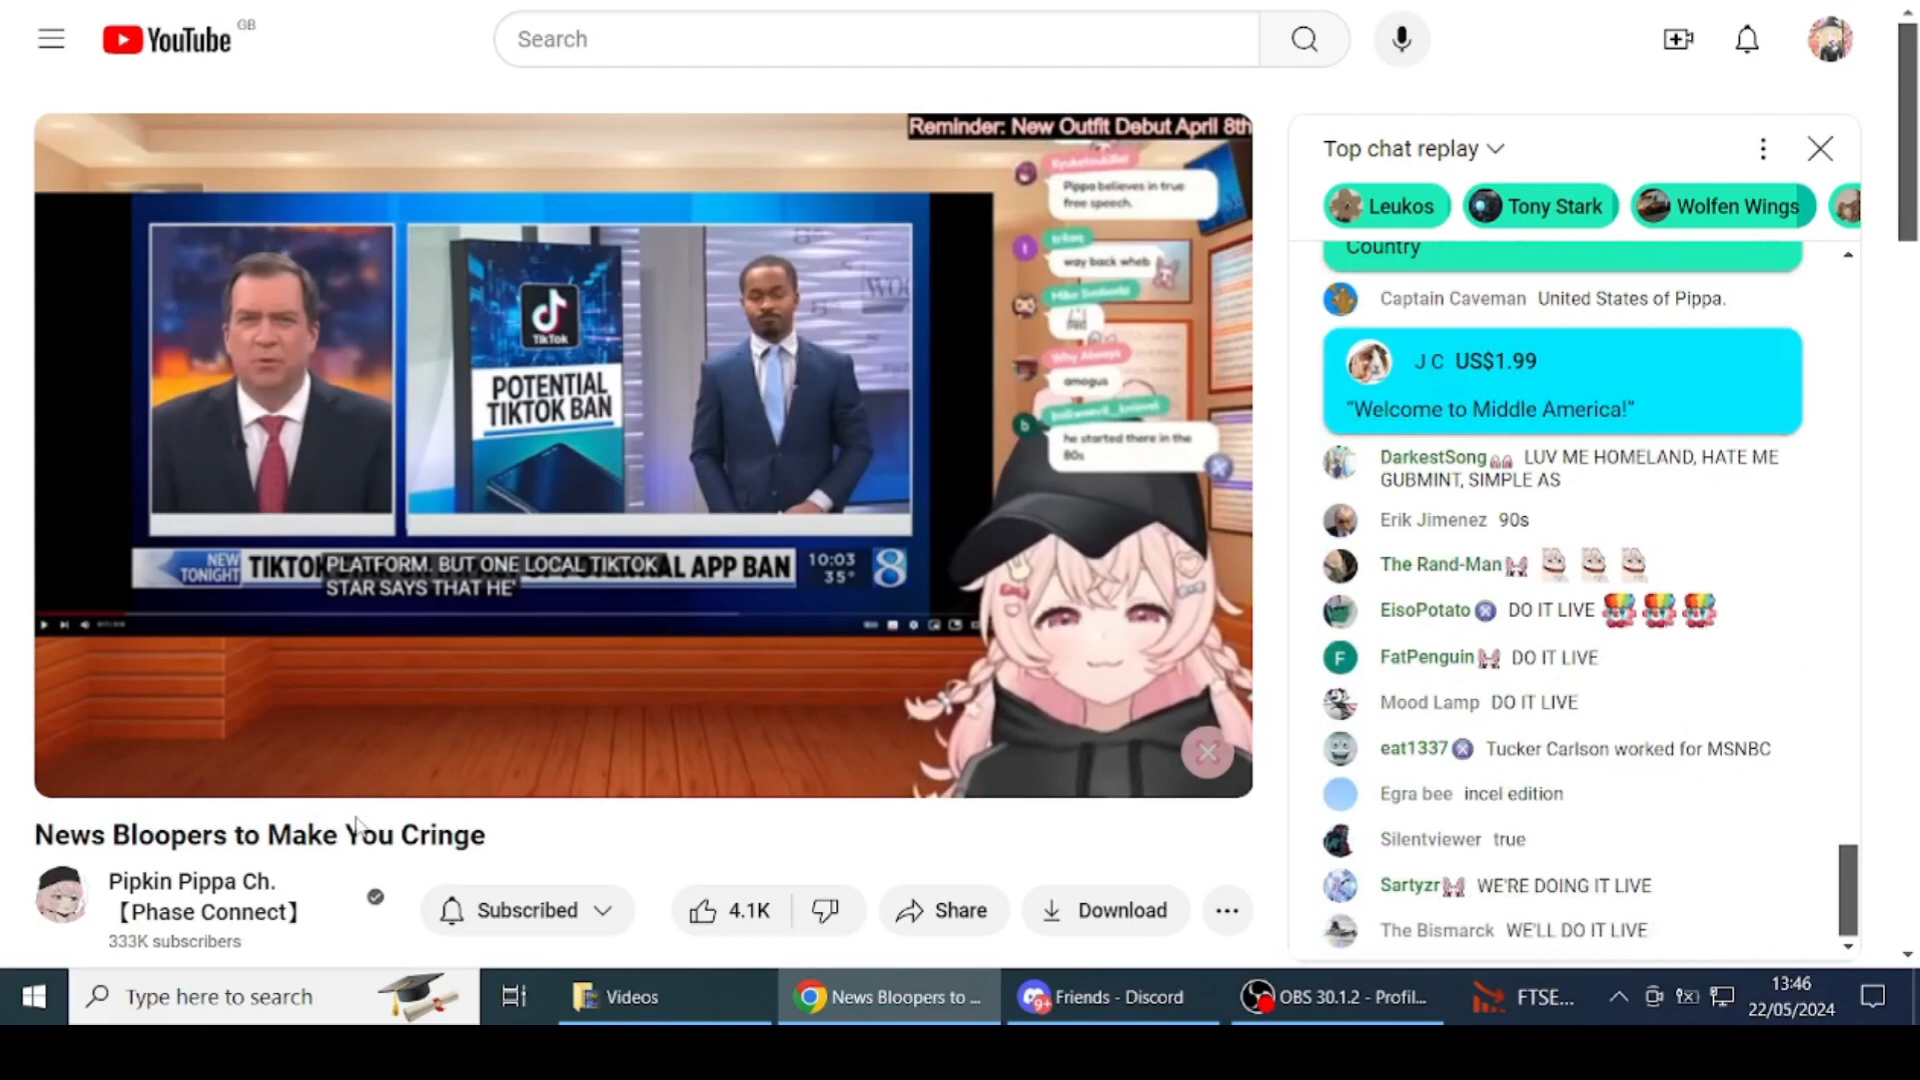 YouTube GB
Search
Reminder: New Outfit Debut April 8th
Pippa believes in true
free speech.
way back wheb
Why Always
amogus
he started there in the
80s
TikTok
POTENTIAL
TIKTOK BAN
NEW
TONIGHT
PLATFORM. BUT ONE LOCAL TIKTOK
STAR SAYS THAT HE'
AL APP BAN
10:03
35°
8
News Bloopers to Make You Cringe
Pipkin Pippa Ch.
【Phase Connect】
333K subscribers
Subscribed
4.1K
Share
Download
Top chat replay
Leukos
Tony Stark
Wolfen Wings
Country
Captain Caveman United States of Pippa.
J C US$1.99
“Welcome to Middle America!”
DarkestSong LUV ME HOMELAND, HATE ME
GUBMINT, SIMPLE AS
Erik Jimenez 90s
The Rand-Man
EisoPotato DO IT LIVE
F FatPenguin DO IT LIVE
Mood Lamp DO IT LIVE
eat1337 Tucker Carlson worked for MSNBC
Egra bee incel edition
Silentviewer true
Sartyzr WE'RE DOING IT LIVE
The Bismarck WE'LL DO IT LIVE
Type here to search
Videos
News Bloopers to ...
9+ Friends - Discord
OBS 30.1.2 - Profil...
FTSE...
13:46
22/05/2024